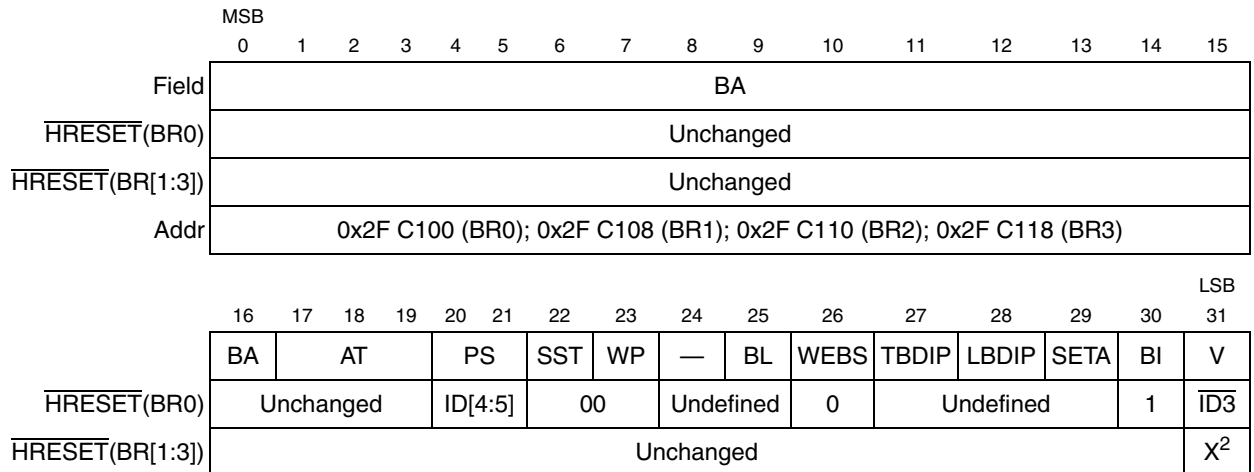 MSB
0 1 2 3 4 5 6 7 8 9 10 11 12 13 14 15
Field BA
HRESET(BR0) Unchanged
HRESET(BR[1:3]) Unchanged
Addr 0x2F C100 (BR0); 0x2F C108 (BR1); 0x2F C110 (BR2); 0x2F C118 (BR3)
LSB
16 17 18 19 20 21 22 23 24 25 26 27 28 29 30 31
BA AT PS SST WP — BL WEBS TBDIP LBDIP SETA BI V
HRESET(BR0) Unchanged ID[4:5] 00 Undefined 0 Undefined 1 ID3
HRESET(BR[1:3]) Unchanged X2